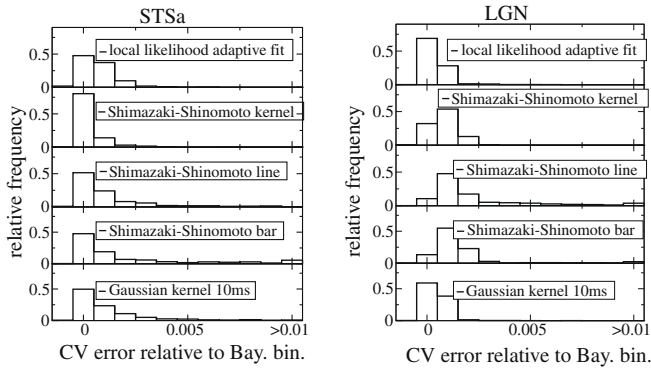 STSa
LGN
relative frequency
0.5
0
local likelihood adaptive fit
0.5
0
Shimazaki-Shinomoto kernel
0.5
0
Shimazaki-Shinomoto line
0.5
0
Shimazaki-Shinomoto bar
0.5
0
Gaussian kernel 10ms
0
0.005
>0.01
CV error relative to Bay. bin.
relative frequency
0.5
0
local likelihood adaptive fit
0.5
0
Shimazaki-Shinomoto kernel
0.5
0
Shimazaki-Shinomoto line
0.5
0
Shimazaki-Shinomoto bar
0.5
0
Gaussian kernel 10ms
0
0.005
>0.01
CV error relative to Bay. bin.